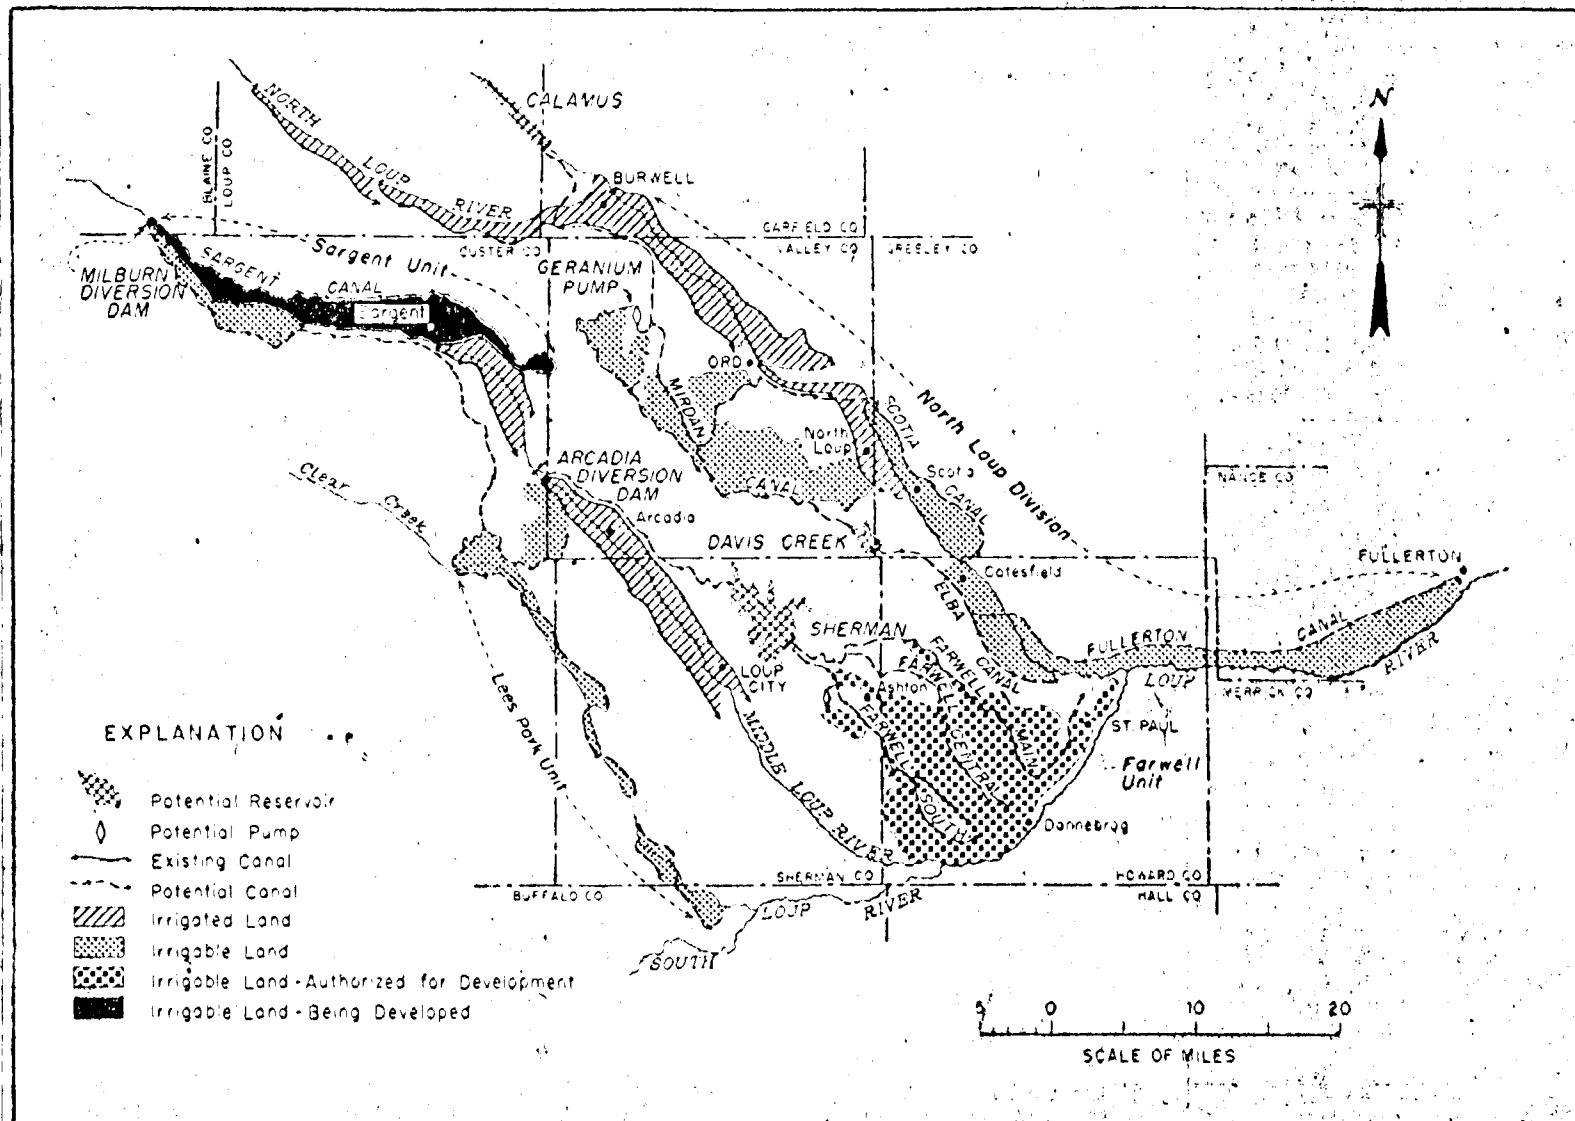 N
CALAMUS
NORTH
LOUP
RIVER
BURWELL
BLAINE CO
LOUP CO
GARFIELD CO
VALLEY CO
GREELEY CO
CUSTER CO
Sargent Unit
SARGENT
CANAL
Sargent
MILBURN
DIVERSION
DAM
GERANIUM
PUMP
ORD
MIRDAN
CANAL
North
Loup
SCOTIA
CANAL
Scotia
North Loup Division
NANCE CO
Clear Creek
ARCADIA
DIVERSION
DAM
Arcadia
DAVIS CREEK
Cotesfield
FULLERTON
ELBA
CANAL
SHERMAN
FULLERTON
CANAL
LOUP
RIVER
MERRICK CO
LOUP
CITY
Ashton
FARWELL
MAIN
FARWELL
CENTRAL
FARWELL
SOUTH
ST. PAUL
Farwell
Unit
Dannebrog
Lees Park Unit
MIDDLE LOUP RIVER
SHERMAN CO
HOWARD CO
HALL CO
BUFFALO CO
SOUTH
LOUP
RIVER
EXPLANATION
Potential Reservoir
Potential Pump
Existing Canal
Potential Canal
Irrigated Land
Irrigable Land
Irrigable Land-Authorized for Development
Irrigable Land-Being Developed
5 0 10 20
SCALE OF MILES